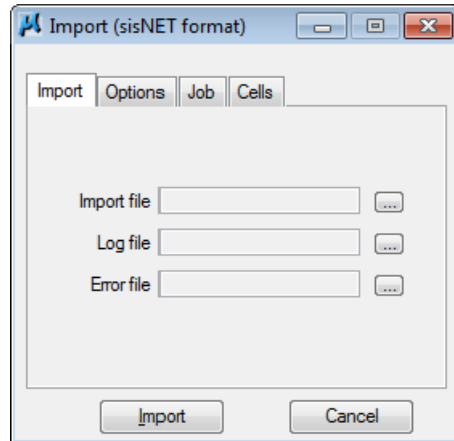 Import (sisNET format)
Import Options Job Cells
Import file ...
Log file ...
Error file ...
Import Cancel